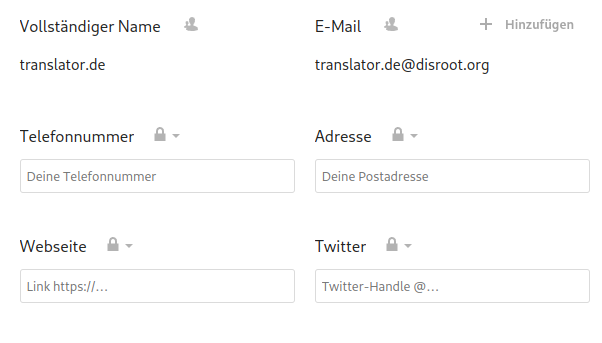 Vollständiger Name
E-Mail
Hinzufügen
translator.de
translator.de@disroot.org
Telefonnummer
Adresse
Deine Telefonnummer
Deine Postadresse
Webseite
Twitter
Link https://…
Twitter-Handle @…